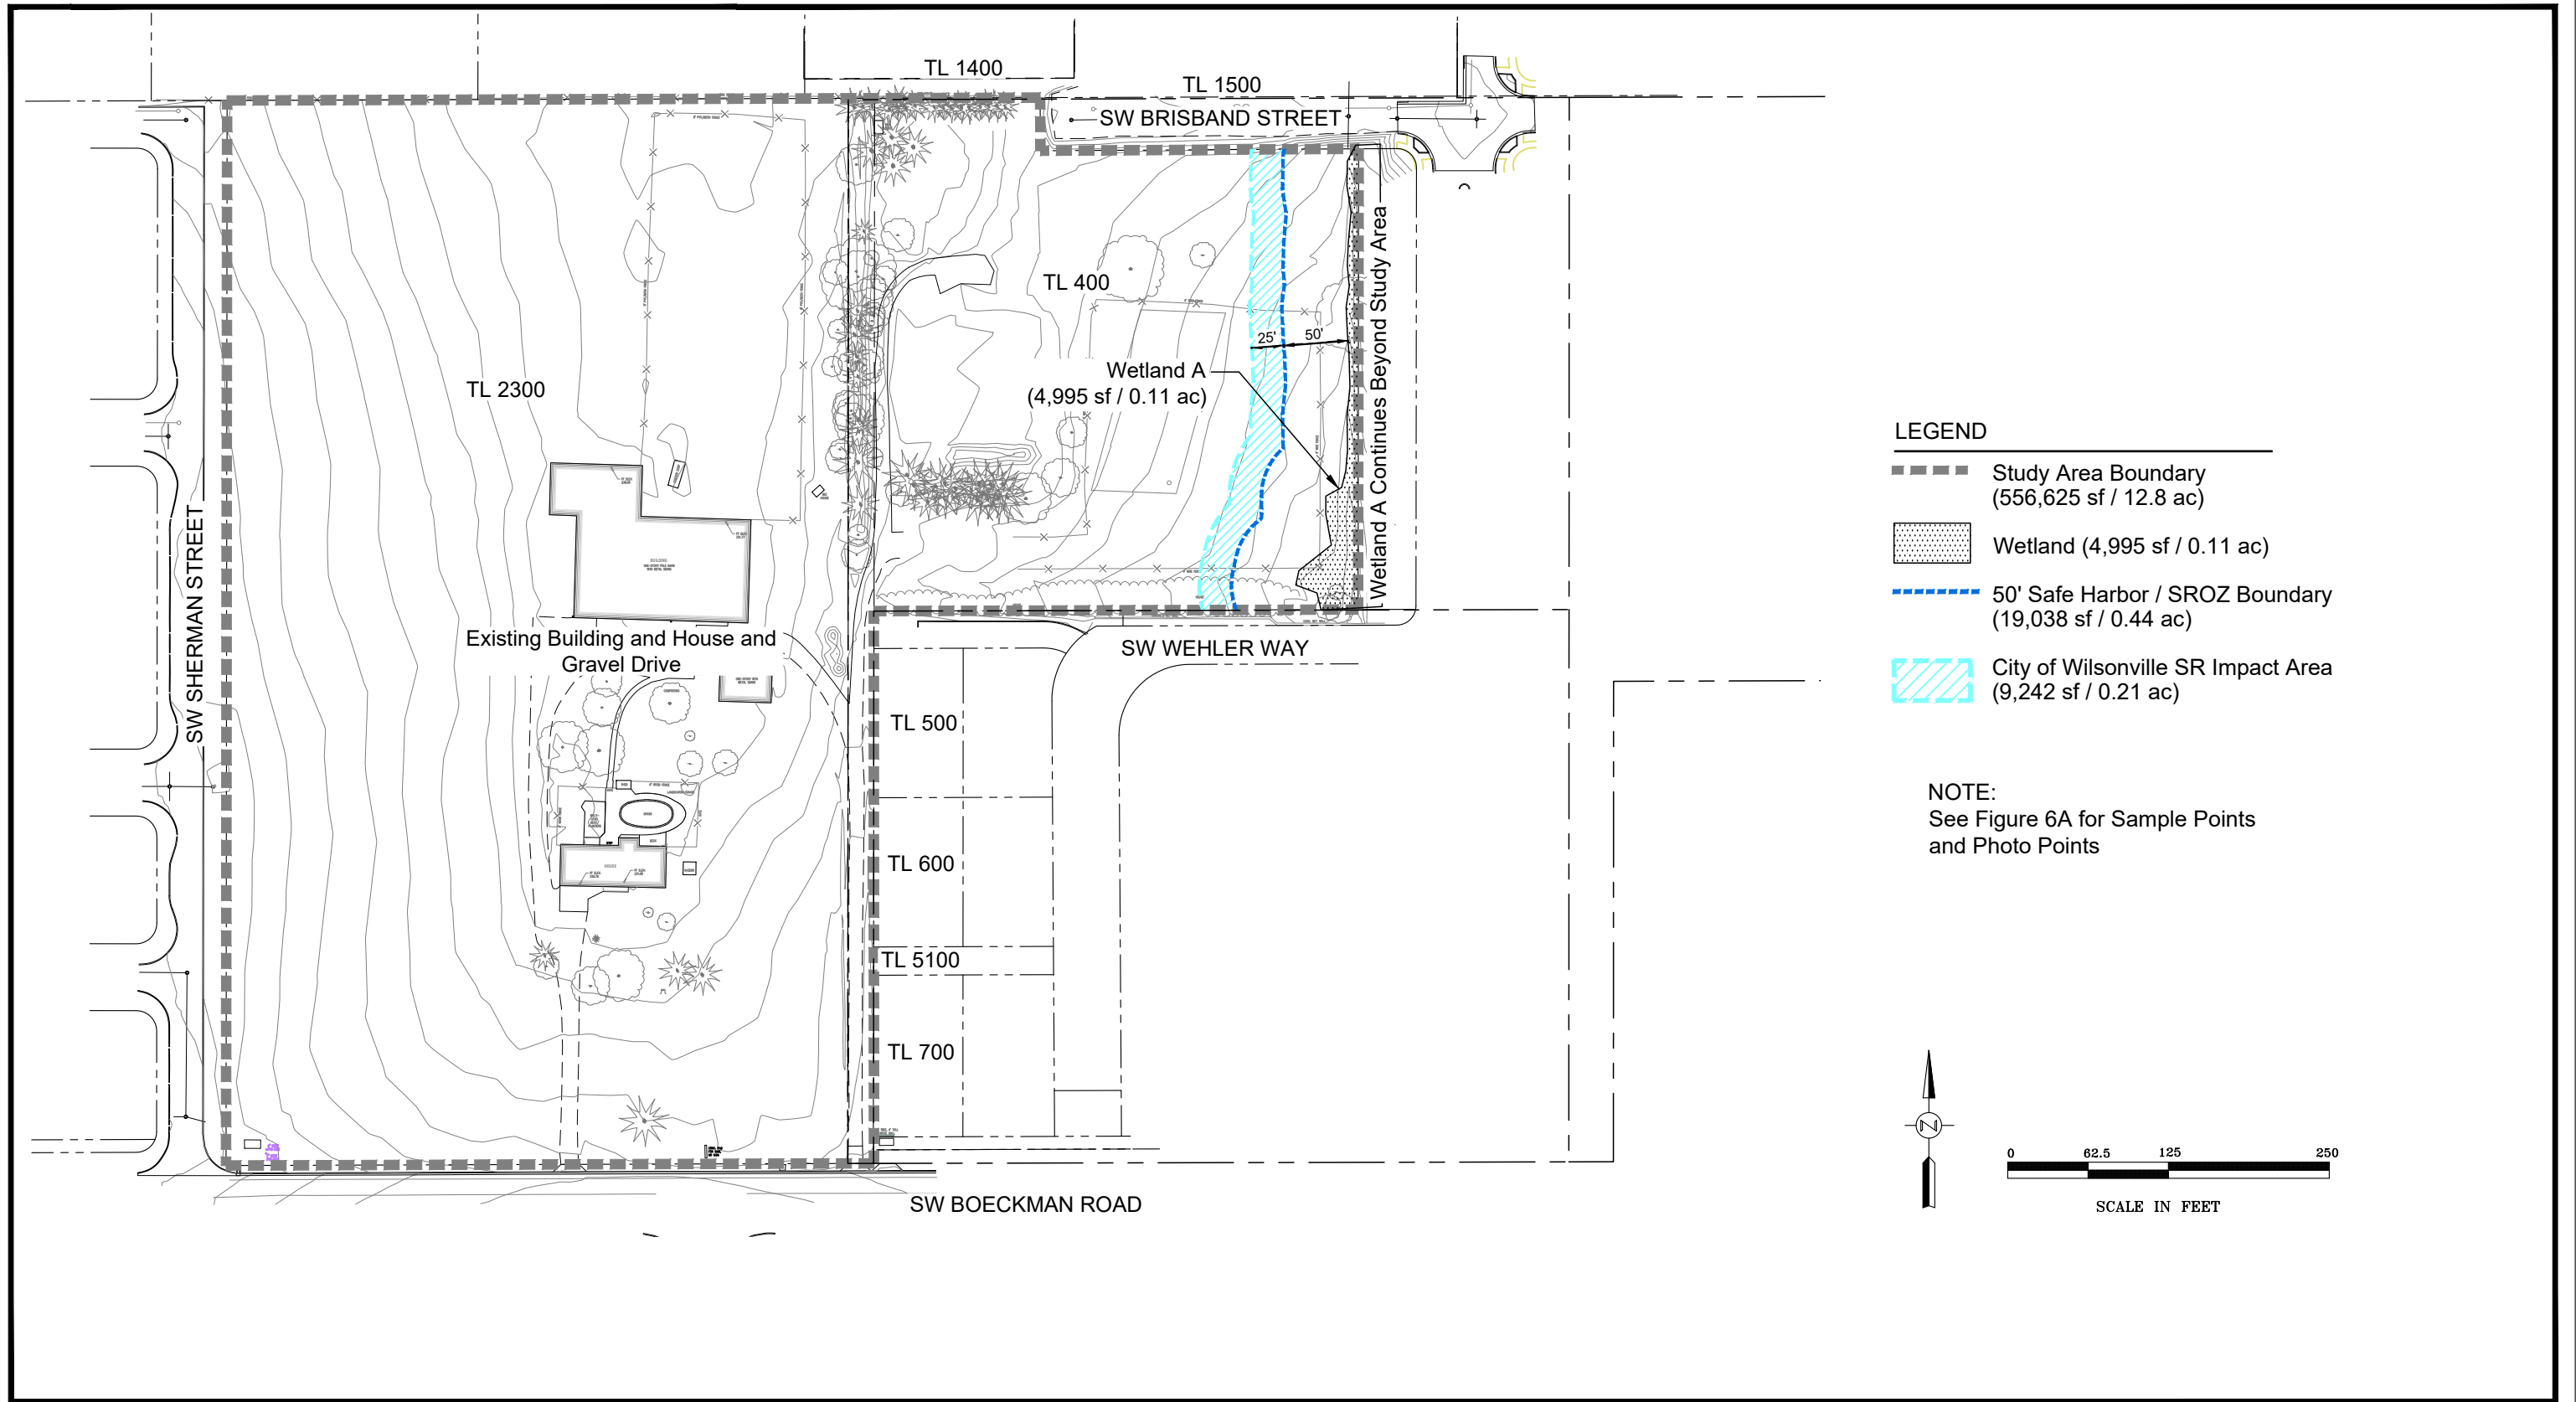 TL 1400
TL 1500
SW BRISBAND STREET
TL 400
25'
50'
Wetland A
(4,995 sf / 0.11 ac)
Wetland A Continues Beyond Study Area
TL 2300
SW SHERMAN STREET
Existing Building and House and
Gravel Drive
SW WEHLER WAY
TL 500
TL 600
TL 5100
TL 700
SW BOECKMAN ROAD
LEGEND
Study Area Boundary
(556,625 sf / 12.8 ac)
Wetland (4,995 sf / 0.11 ac)
50' Safe Harbor / SROZ Boundary
(19,038 sf / 0.44 ac)
City of Wilsonville SR Impact Area
(9,242 sf / 0.21 ac)
NOTE:
See Figure 6A for Sample Points
and Photo Points
N
0 62.5 125 250
SCALE IN FEET